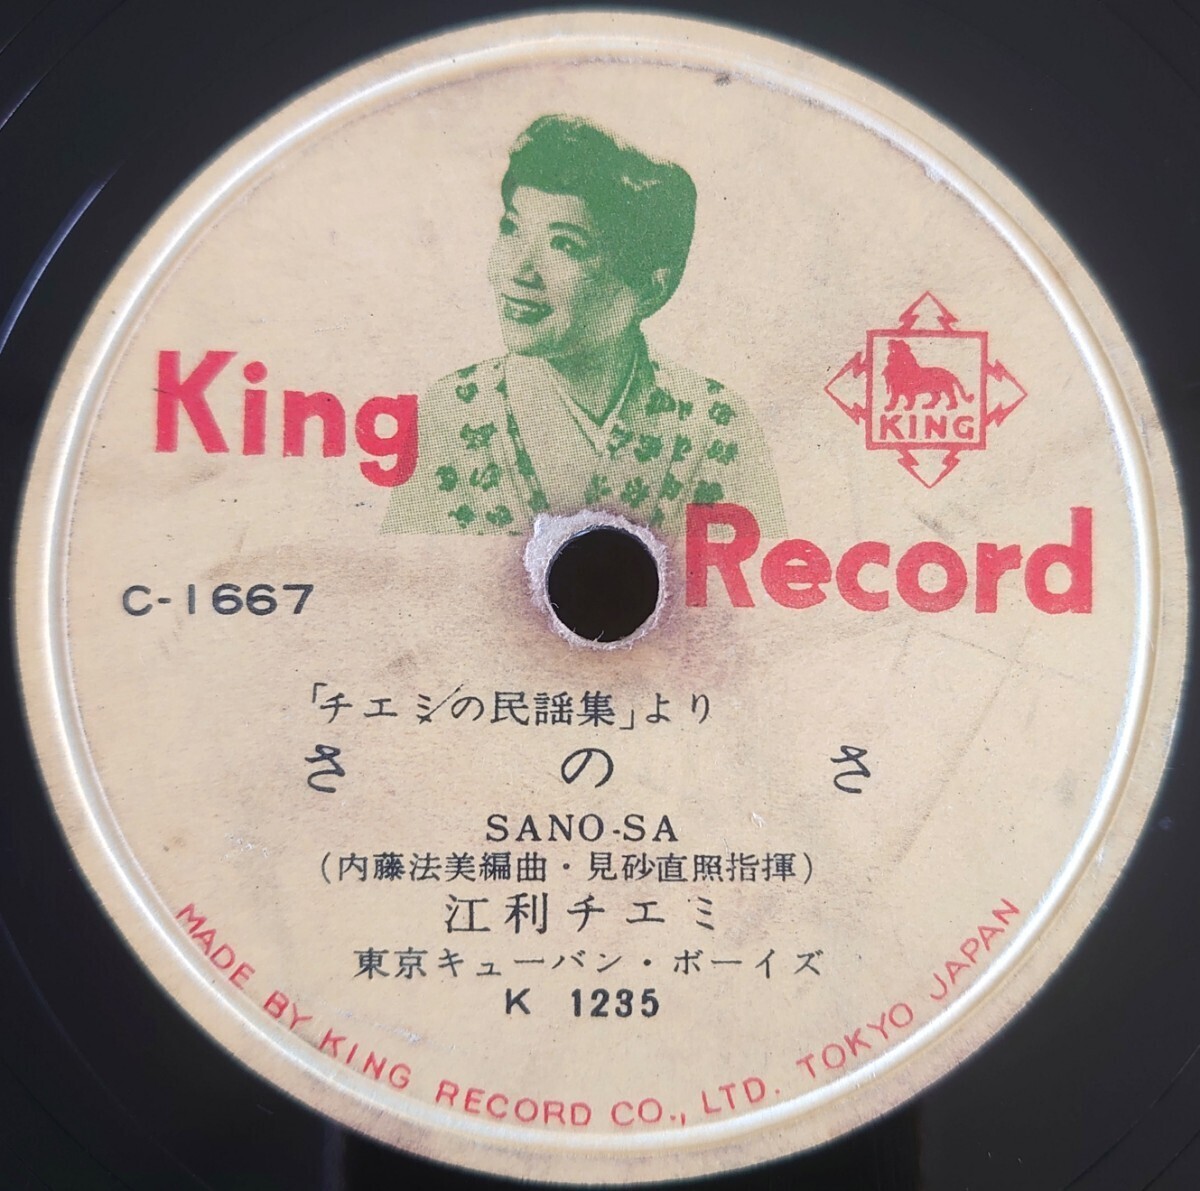 King
KING
Record
C-1667
「チエミの民謡集」より
さのさ
SANO-SA
(内藤法美編曲・見砂直照指揮)
江利チエミ
東京キューバン・ボーイズ
K 1235
MADE BY KING RECORD CO., LTD. TOKYO JAPAN